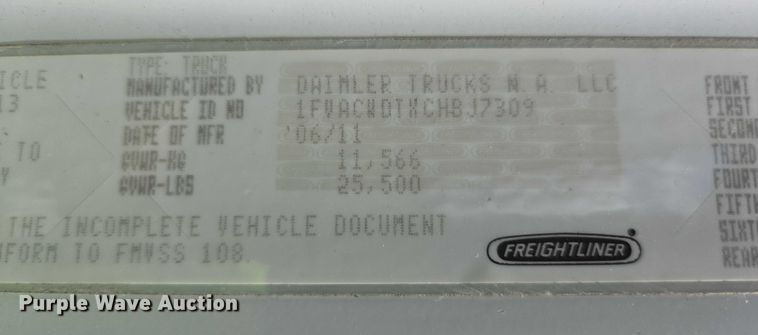 TYPE: TRUCK
MANUFACTURED BY DAIMLER TRUCKS N.A. LLC
VEHICLE ID NO 1FVACWDTXCHBJ7309
DATE OF MFR 06/11
GVWR-KG 11,566
GVWR-LBS 25,500
ICLE
13
TO
Y
THE INCOMPLETE VEHICLE DOCUMENT
NFORM TO FMVSS 108.
FREIGHTLINER
FRONT
FIRST
SECOND
THIRD
FOURT
FIFTH
SIXTH
REAR
Purple Wave Auction